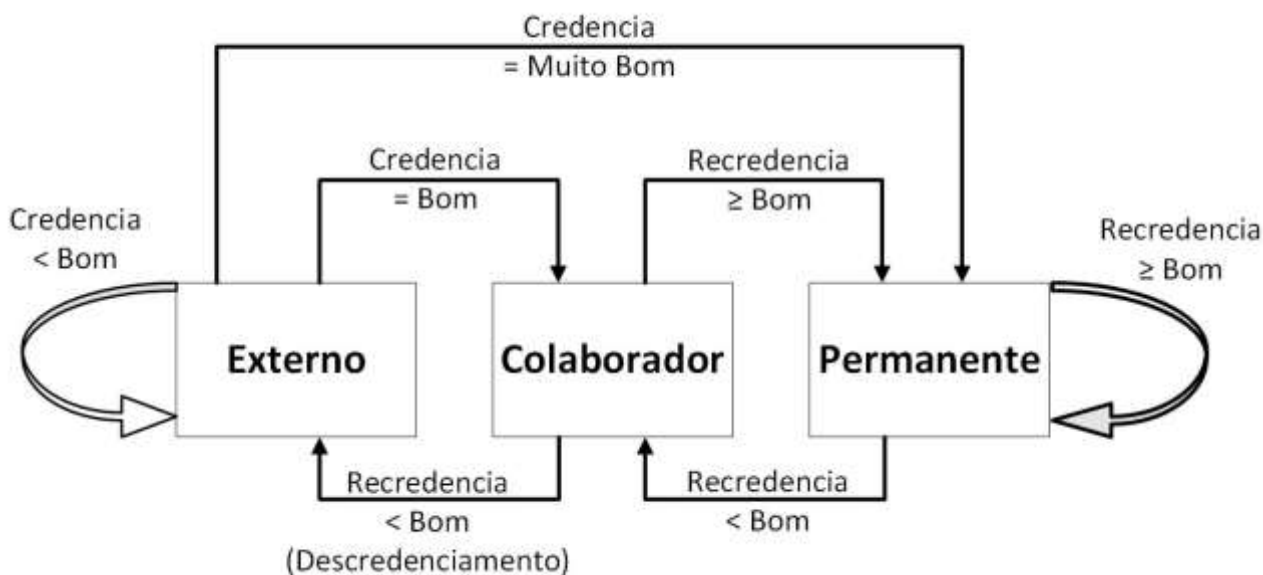 Credencia
= Muito Bom
Credencia
= Bom
Recredencia
≥ Bom
Credencia
< Bom
Recredencia
≥ Bom
Externo
Colaborador
Permanente
Recredencia
< Bom
(Descredenciamento)
Recredencia
< Bom